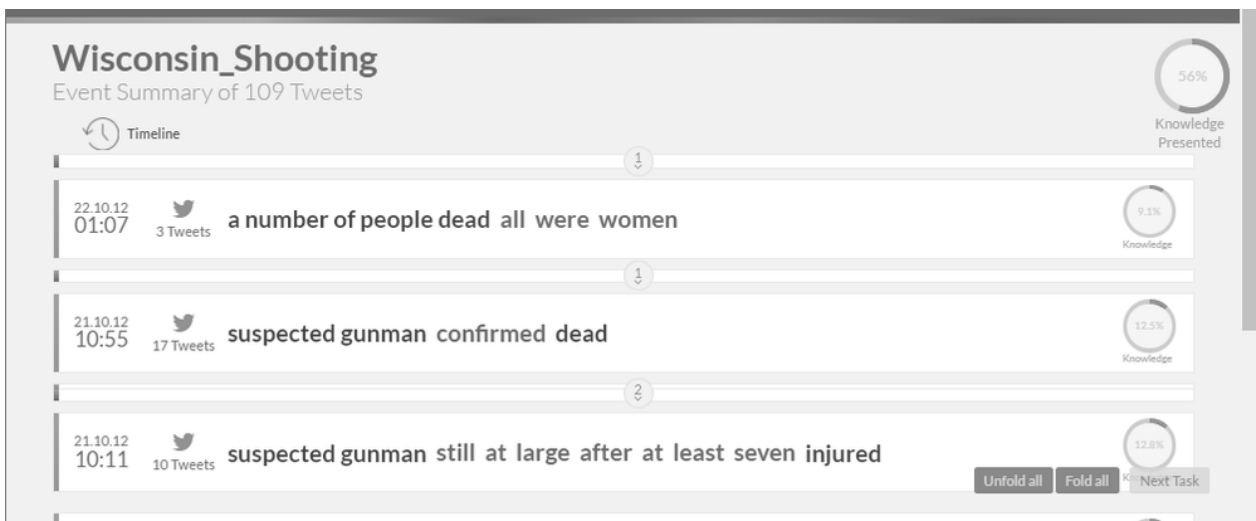 Wisconsin_Shooting
Event Summary of 109 Tweets
56%
Knowledge
Presented
Timeline
1
22.10.12
01:07
3 Tweets
a number of people dead all were women
9.1%
Knowledge
1
21.10.12
10:55
17 Tweets
suspected gunman confirmed dead
12.5%
Knowledge
2
21.10.12
10:11
10 Tweets
suspected gunman still at large after at least seven injured
12.8%
Unfold all
Fold all
Next Task